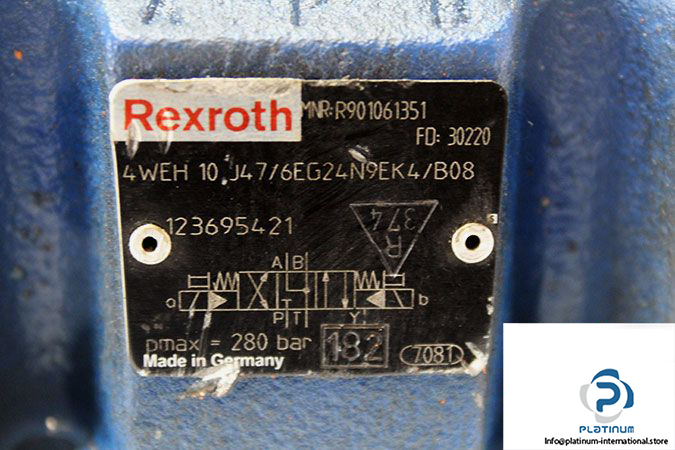 X P H
Rexroth
MNR: R901061351
FD: 30220
4WEH 10 J47/6EG24N9EK4/B08
123695421
R
374
A B
a b
T
P T Y
pmax = 280 bar
182
7081
Made in Germany
PLATINUM
Info@platinum-international.store